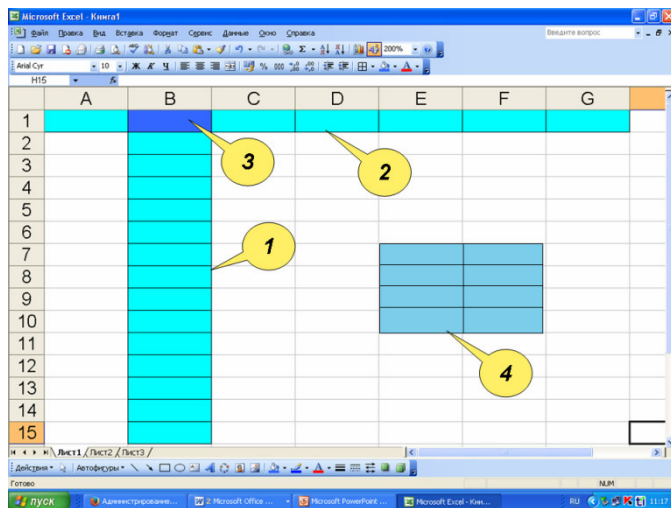 Microsoft Excel - Книга1
Файл Правка Вид Вставка Формат Сервис Данные Окно Справка Введите вопрос
Arial Cyr 10 Ж К Ч % 000 200%
H15 fx
A B C D E F G
1
2
3
4
5
6
7
8
9
10
11
12
13
14
15
3
2
1
4
Лист1 Лист2 Лист3
Действия Автофигуры
Готово NUM
пуск Администрирование... 2 Microsoft Office ... Microsoft PowerPoint ... Microsoft Excel - Кни... RU 11:17